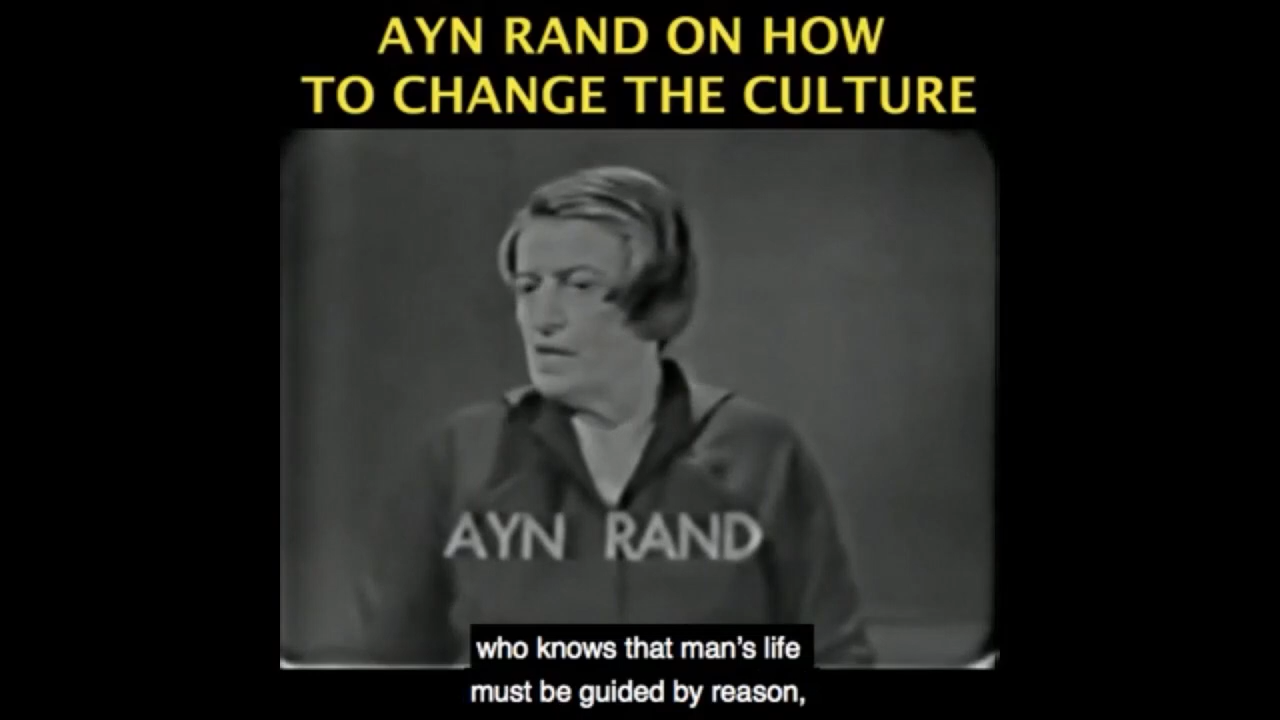 AYN RAND ON HOW
TO CHANGE THE CULTURE
AYN RAND
who knows that man's life
must be guided by reason,